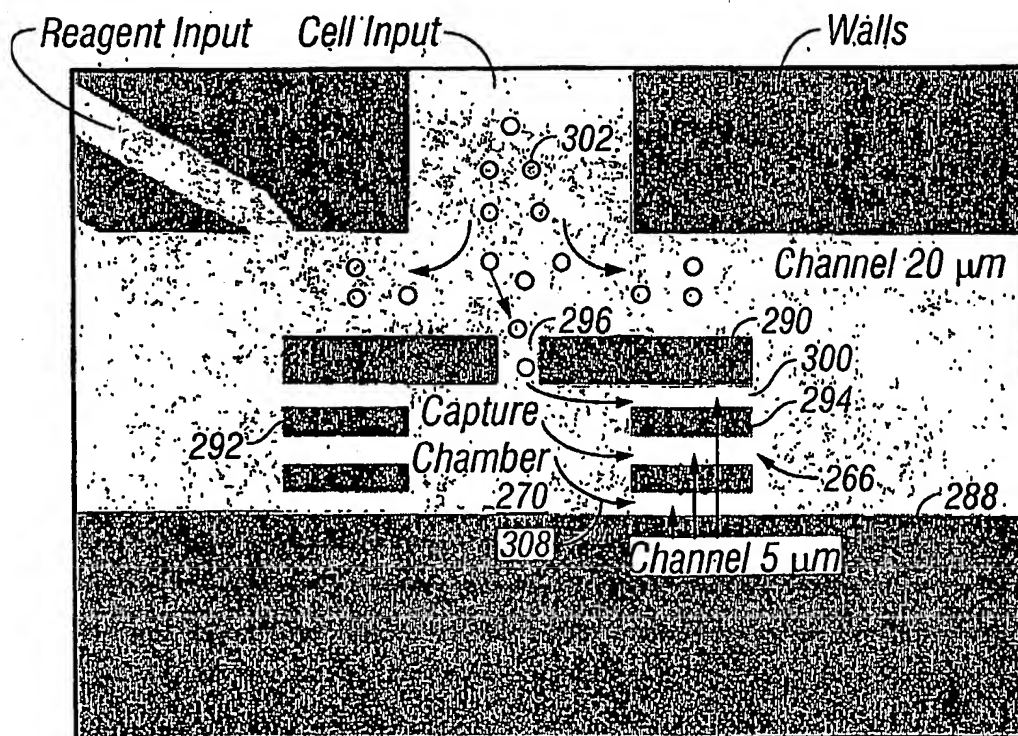 Reagent Input Cell Input Walls
302
Channel 20 μm
296 290
300
Capture 294
292
Chamber 266
270 288
308 Channel 5 μm